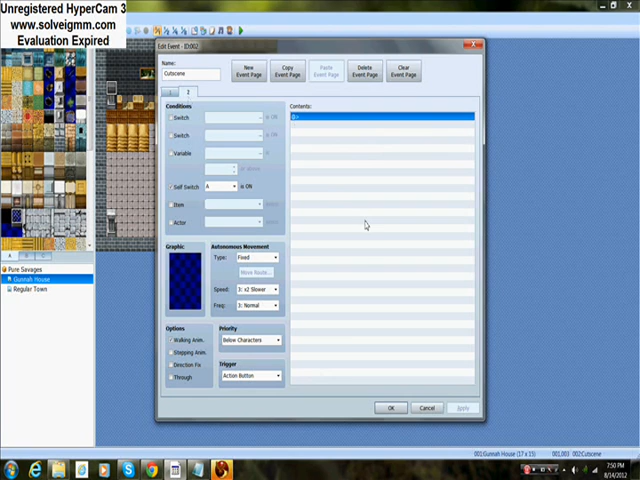 Unregistered HyperCam 3
www.solveigmm.com
Evaluation Expired
Edit Event - ID:002
Name:
Cutscene
New
Event Page
Copy
Event Page
Paste
Event Page
Delete
Event Page
Clear
Event Page
1
2
Conditions
Switch
is ON
Switch
is ON
Variable
is
or above
Self Switch
A
is ON
Item
Actor
Graphic
Autonomous Movement
Type:
Fixed
Move Route...
Speed:
3: x2 Slower
Freq:
3: Normal
Options
Walking Anim.
Stepping Anim.
Direction Fix
Through
Priority
Below Characters
Trigger
Action Button
Contents:
@>
OK
Cancel
Apply
A
B
C
Pure Savages
Gunnah House
Regular Town
001:Gunnah House (17 x 15)
001,003
002:Cutscene
7:50 PM
8/14/2012